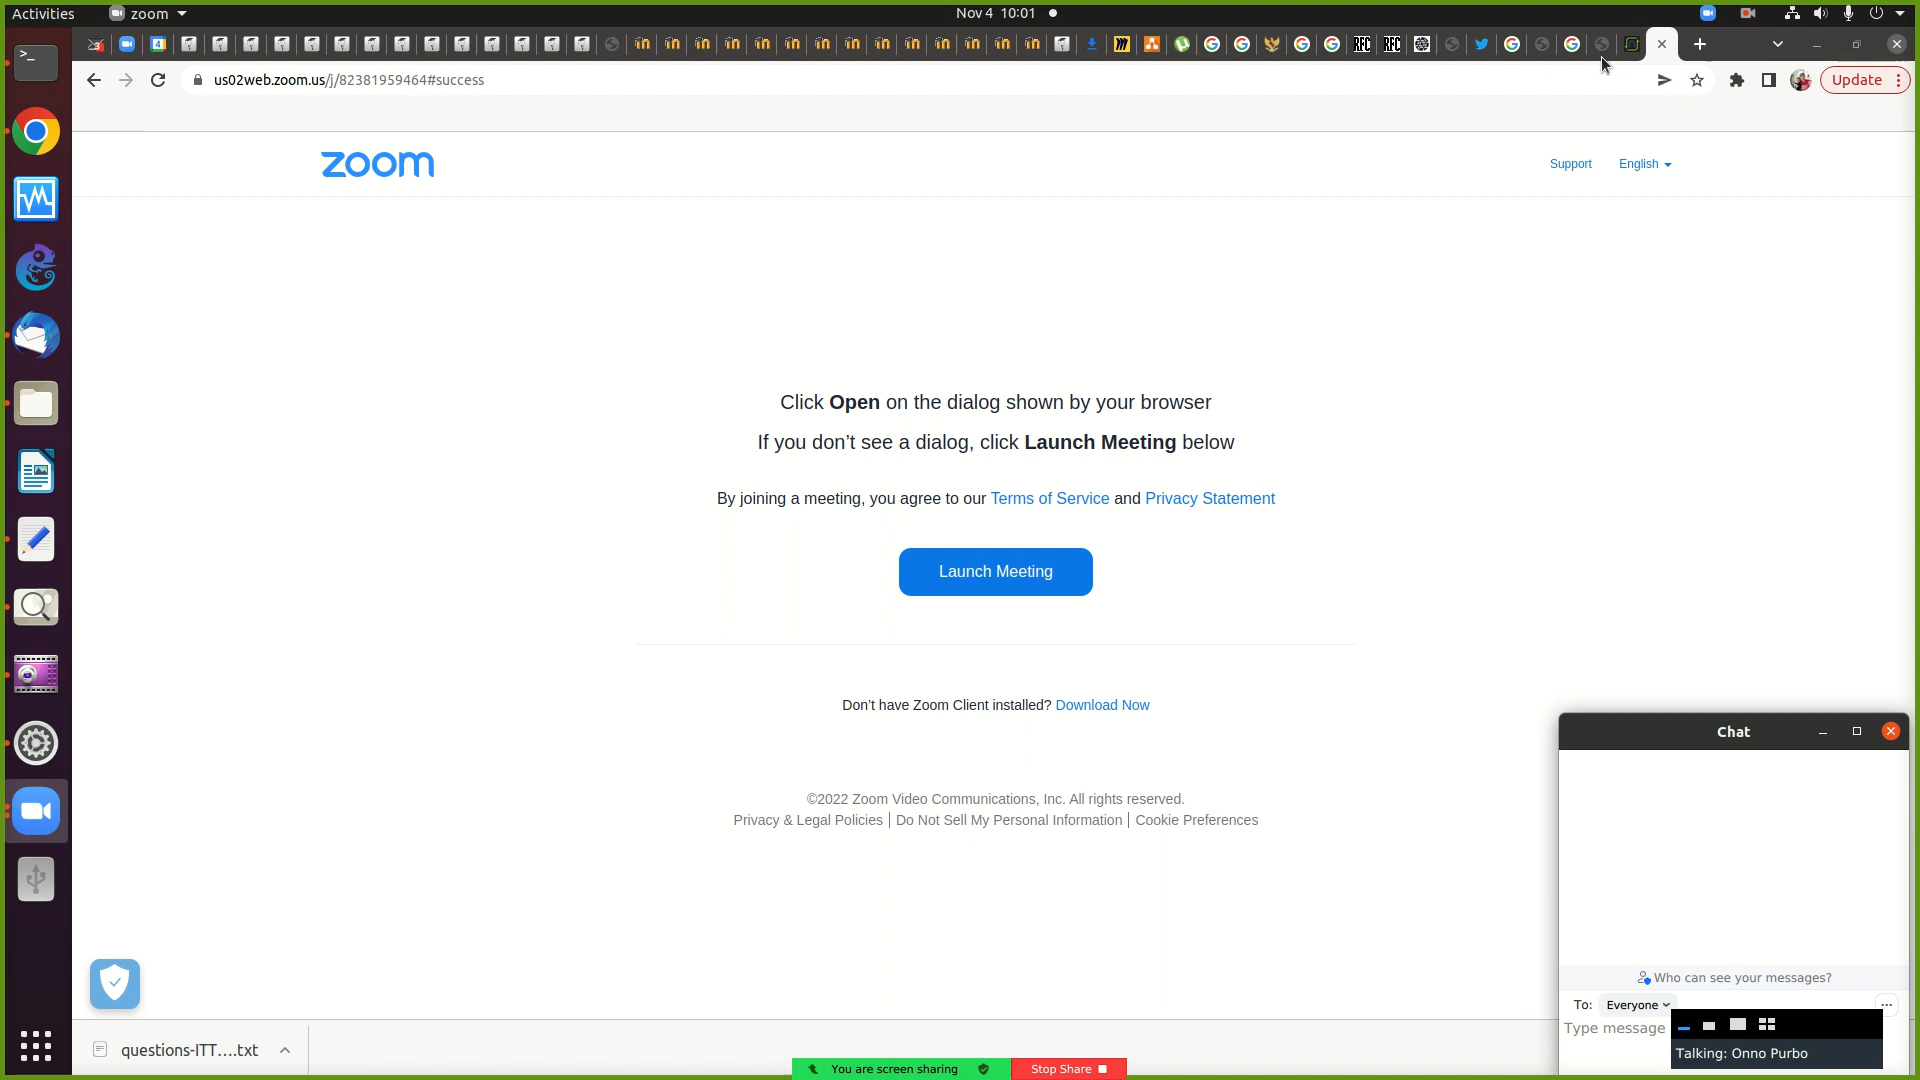 Activities zoom Nov 4 10:01
us02web.zoom.us/j/82381959464#success
Update
zoom
Support English
Click Open on the dialog shown by your browser
If you don’t see a dialog, click Launch Meeting below
By joining a meeting, you agree to our Terms of Service and Privacy Statement
Launch Meeting
Don’t have Zoom Client installed? Download Now
©2022 Zoom Video Communications, Inc. All rights reserved.
Privacy & Legal Policies | Do Not Sell My Personal Information | Cookie Preferences
Chat
Who can see your messages?
To: Everyone
Type message
Talking: Onno Purbo
questions-ITT....txt
You are screen sharing Stop Share